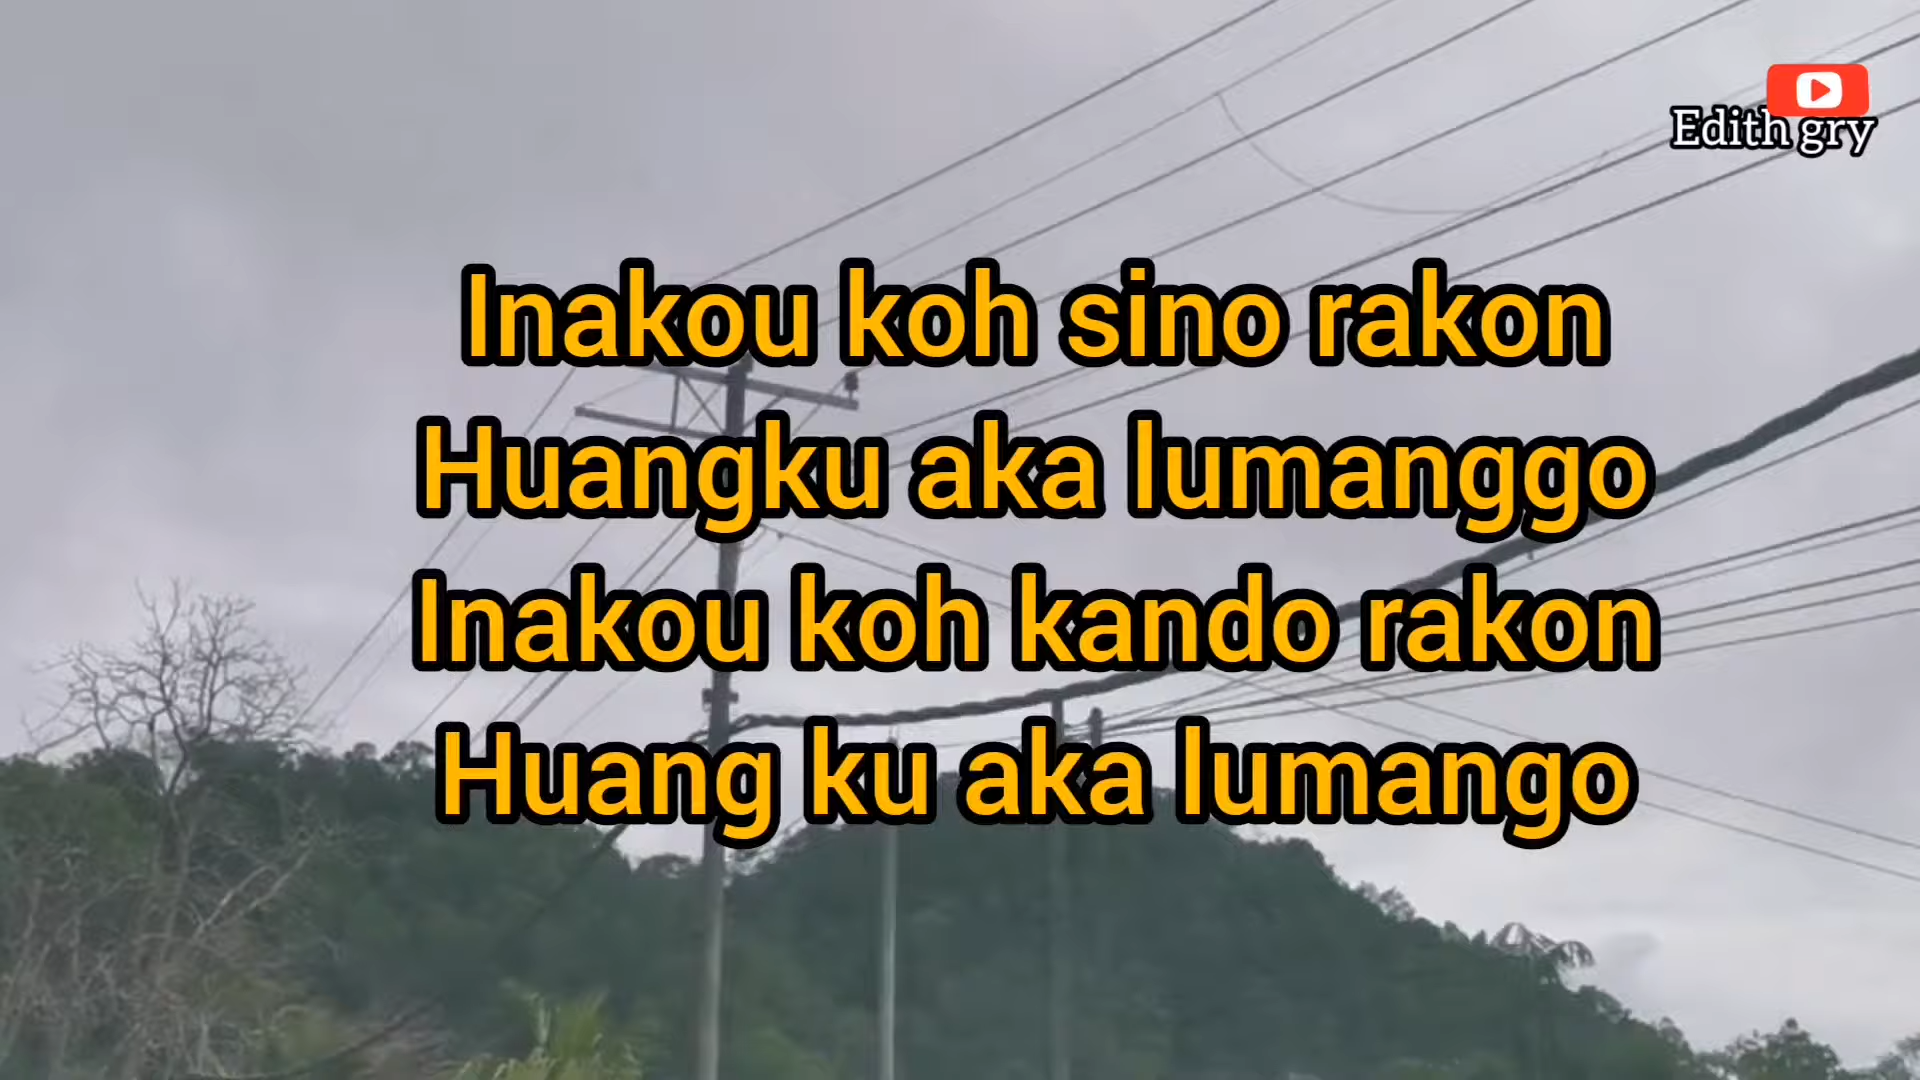 Edith gry
Inakou koh sino rakon
Huangku aka lumanggo
Inakou koh kando rakon
Huang ku aka lumango